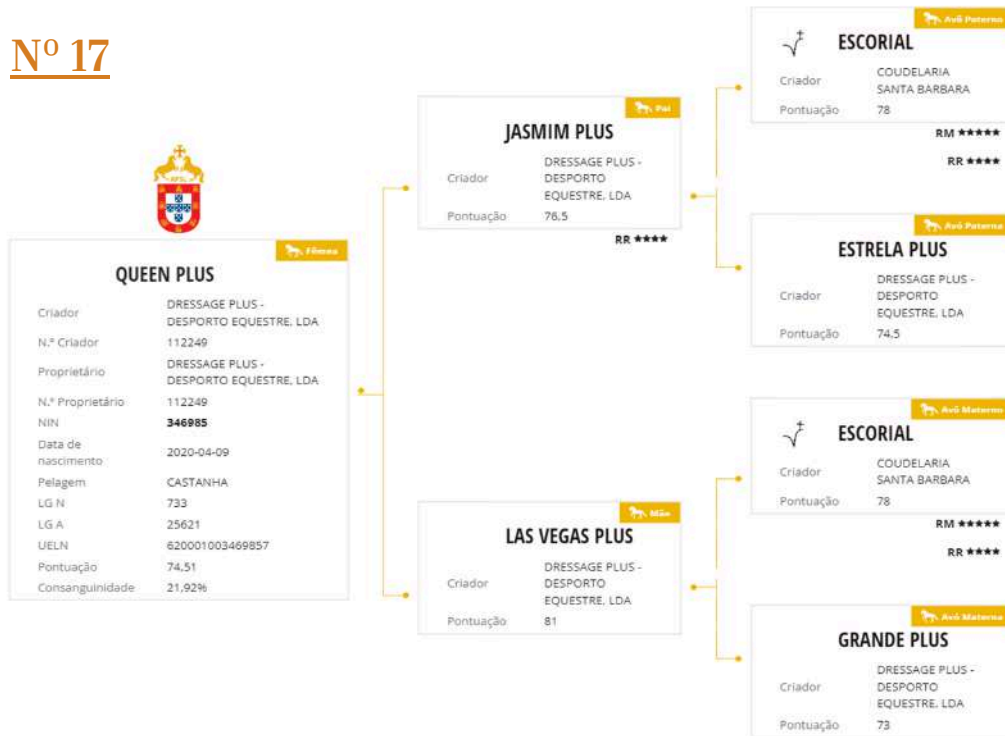 Nº 17
Fêmea
QUEEN PLUS
Criador DRESSAGE PLUS -
DESPORTO EQUESTRE, LDA
N.º Criador 112249
Proprietário DRESSAGE PLUS -
DESPORTO EQUESTRE, LDA
N.º Proprietário 112249
NIN 346985
Data de
nascimento 2020-04-09
Pelagem CASTANHA
LG N 733
LG A 25621
UELN 620001003469857
Pontuação 74,51
Consanguinidade 21,92%
Pai
JASMIM PLUS
Criador DRESSAGE PLUS -
DESPORTO
EQUESTRE, LDA
Pontuação 76,5
RR ★★★★
Mãe
LAS VEGAS PLUS
Criador DRESSAGE PLUS -
DESPORTO
EQUESTRE, LDA
Pontuação 81
Avô Paterno
ESCORIAL
Criador COUDELARIA
SANTA BARBARA
Pontuação 78
RM ★★★★★
RR ★★★★
Avó Paterna
ESTRELA PLUS
Criador DRESSAGE PLUS -
DESPORTO
EQUESTRE, LDA
Pontuação 74,5
Avô Materno
ESCORIAL
Criador COUDELARIA
SANTA BARBARA
Pontuação 78
RM ★★★★★
RR ★★★★
Avó Materna
GRANDE PLUS
Criador DRESSAGE PLUS -
DESPORTO
EQUESTRE, LDA
Pontuação 73